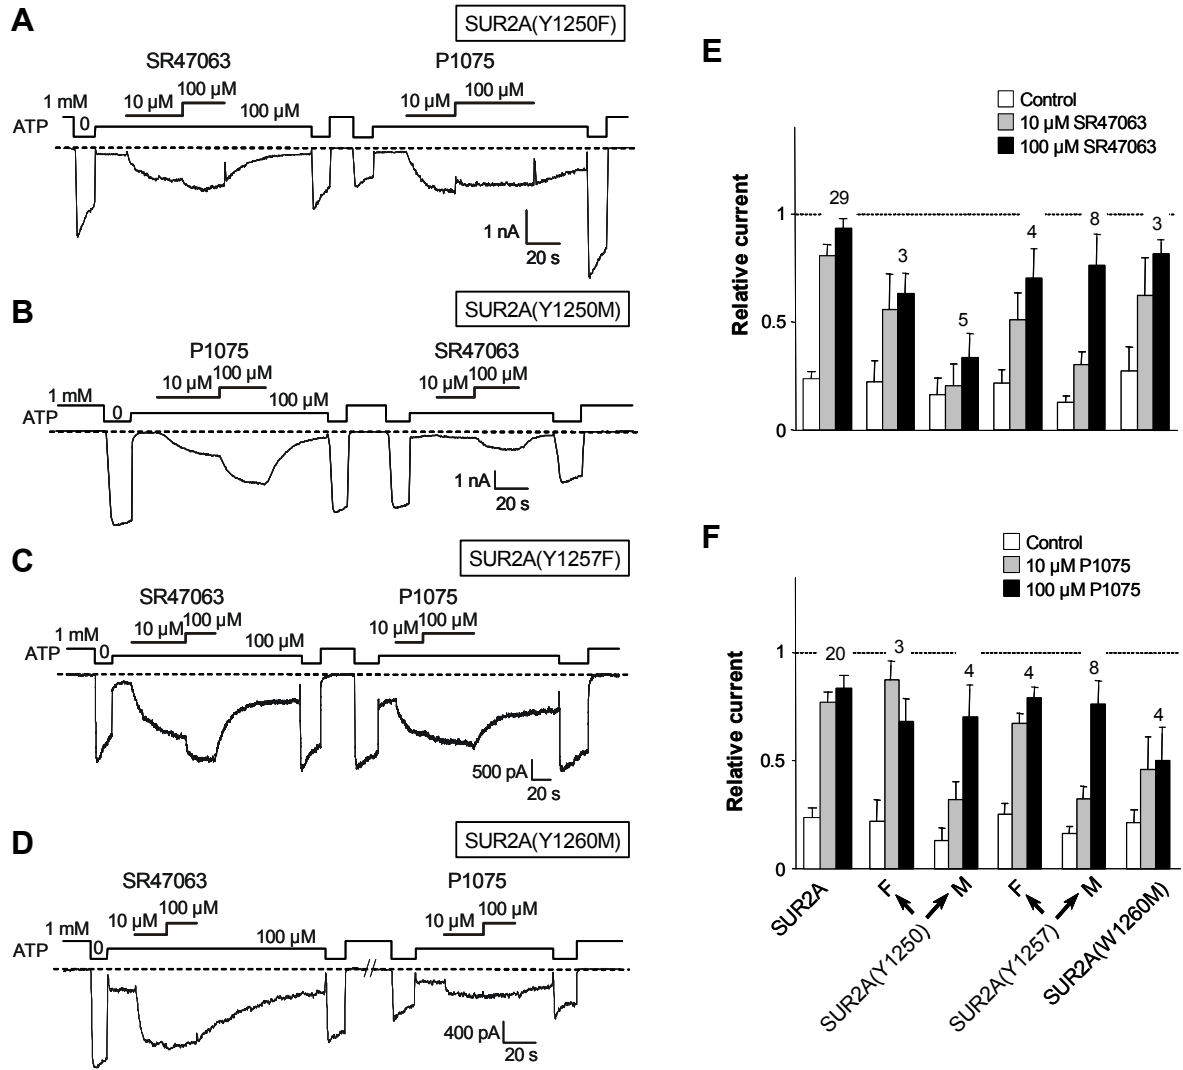 A
SUR2A(Y1250F)
SR47063
P1075
10 µM 100 µM
10 µM 100 µM
1 mM
0
100 µM
ATP
1 nA
20 s
B
SUR2A(Y1250M)
P1075
SR47063
10 µM 100 µM
10 µM 100 µM
1 mM
0
100 µM
ATP
1 nA
20 s
C
SUR2A(Y1257F)
SR47063
P1075
10 µM 100 µM
10 µM 100 µM
1 mM
0
100 µM
ATP
500 pA
20 s
D
SUR2A(Y1260M)
SR47063
P1075
10 µM 100 µM
10 µM 100 µM
1 mM
0
100 µM
ATP
400 pA
20 s
E
Control
10 µM SR47063
100 µM SR47063
Relative current
1
0.5
0
29
3
5
4
8
3
F
Control
10 µM P1075
100 µM P1075
Relative current
1
0.5
0
20
3
4
4
8
4
SUR2A
F
M
F
M
SUR2A(Y1250)
SUR2A(Y1257)
SUR2A(W1260M)